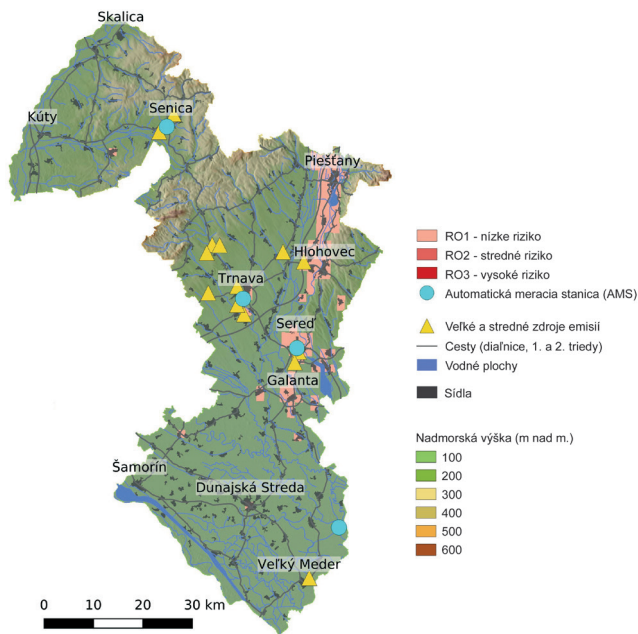 Skalica
Kúty
Senica
Piešťany
Hlohovec
Trnava
Sereď
Galanta
Šamorín
Dunajská Streda
Veľký Meder
0 10 20 30 km
RO1 - nízke riziko
RO2 - stredné riziko
RO3 - vysoké riziko
Automatická meracia stanica (AMS)
Veľké a stredné zdroje emisií
Cesty (diaľnice, 1. a 2. triedy)
Vodné plochy
Sídla
Nadmorská výška (m nad m.)
100
200
300
400
500
600